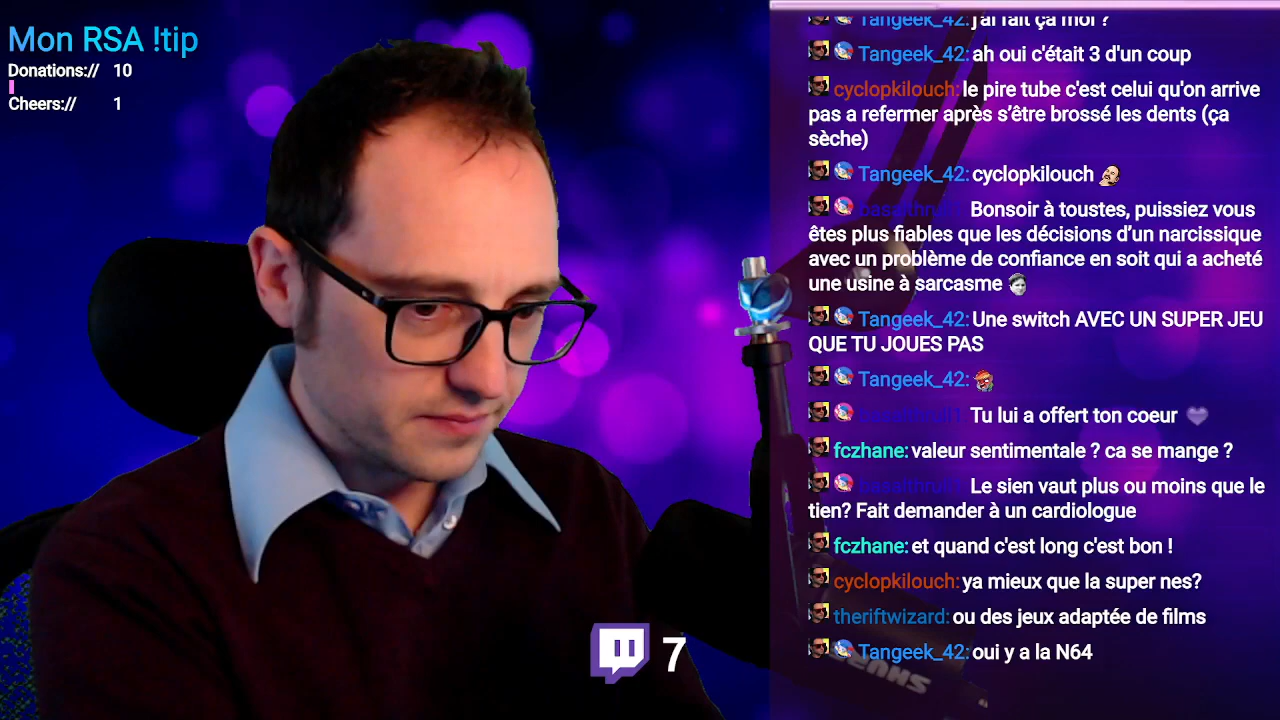 Mon RSA !tip
Donations:// 10
Cheers:// 1
Tangeek_42: j'ai fait ça moi ?
Tangeek_42: ah oui c'était 3 d'un coup
cyclopkilouch: le pire tube c'est celui qu'on arrive
pas a refermer après s’être brossé les dents (ça
sèche)
Tangeek_42: cyclopkilouch
Bonsoir à toustes, puissiez vous
êtes plus fiables que les décisions d’un narcissique
avec un problème de confiance en soit qui a acheté
une usine à sarcasme
Tangeek_42: Une switch AVEC UN SUPER JEU
QUE TU JOUES PAS
Tangeek_42:
Tu lui a offert ton coeur
fczhane: valeur sentimentale ? ca se mange ?
Le sien vaut plus ou moins que le
tien? Fait demander à un cardiologue
fczhane: et quand c'est long c'est bon !
cyclopkilouch: ya mieux que la super nes?
theriftwizard: ou des jeux adaptée de films
Tangeek_42: oui y a la N64
7